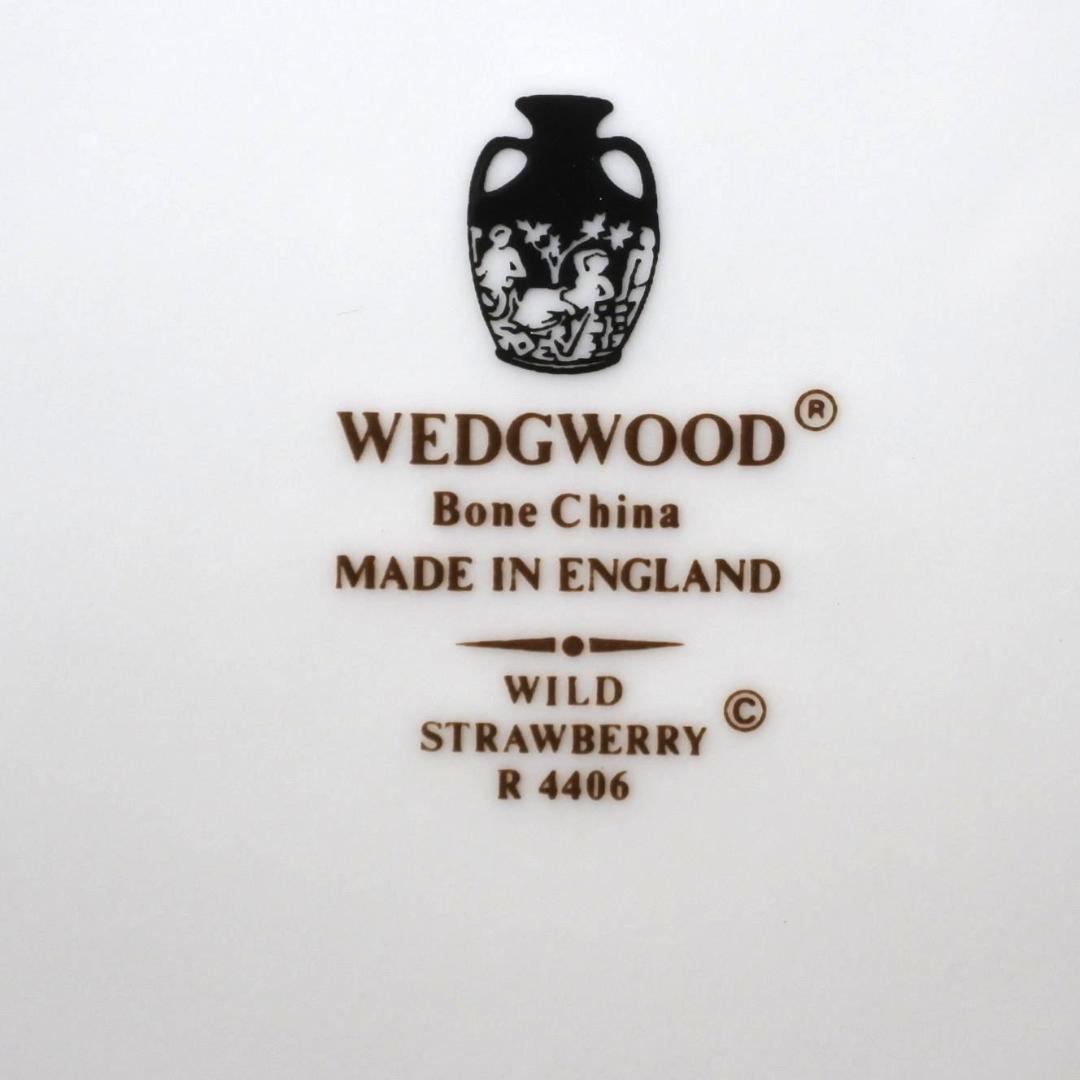 WEDGWOOD®
Bone China
MADE IN ENGLAND
WILD
STRAWBERRY ©
R 4406